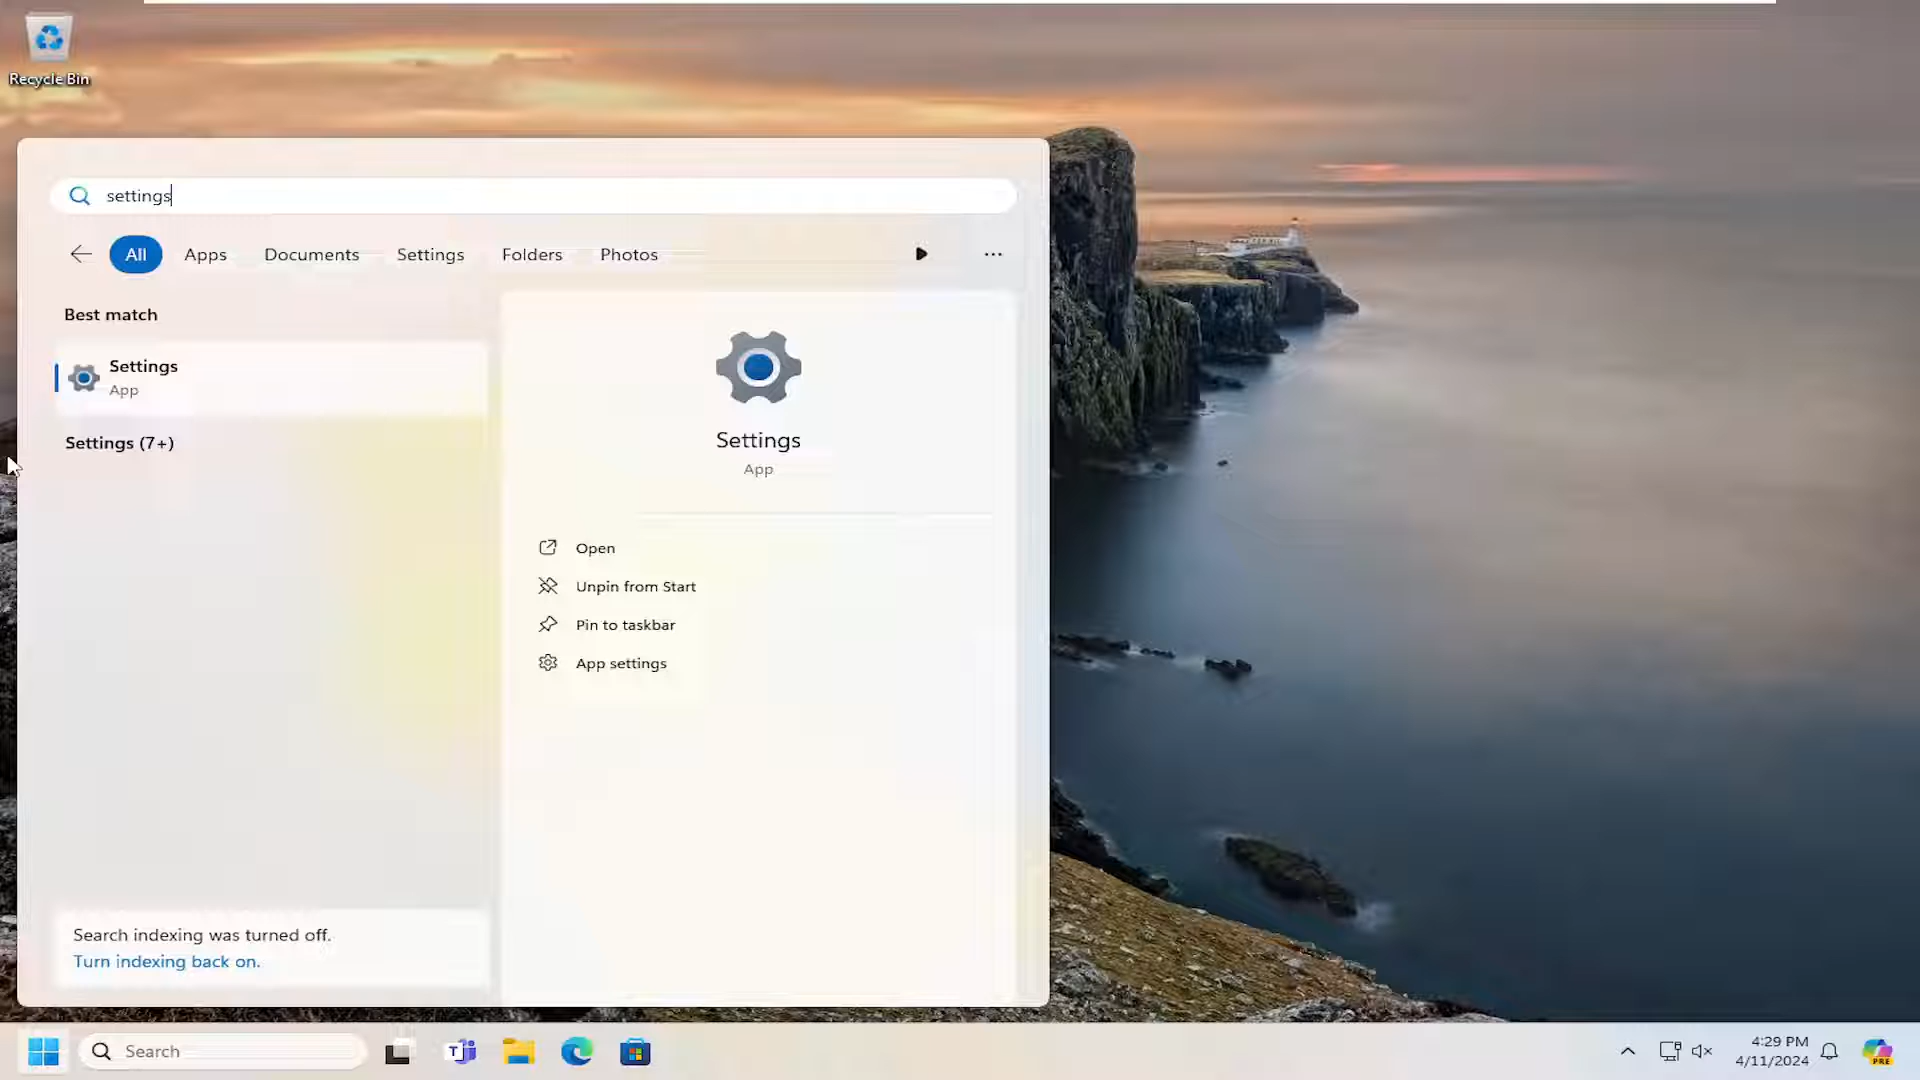 Recycle Bin
settings
All Apps Documents Settings Folders Photos
Best match
Settings
App
Settings (7+)
Settings
App
Open
Unpin from Start
Pin to taskbar
App settings
Search indexing was turned off.
Turn indexing back on.
Search
T
4:29 PM
4/11/2024
PRE